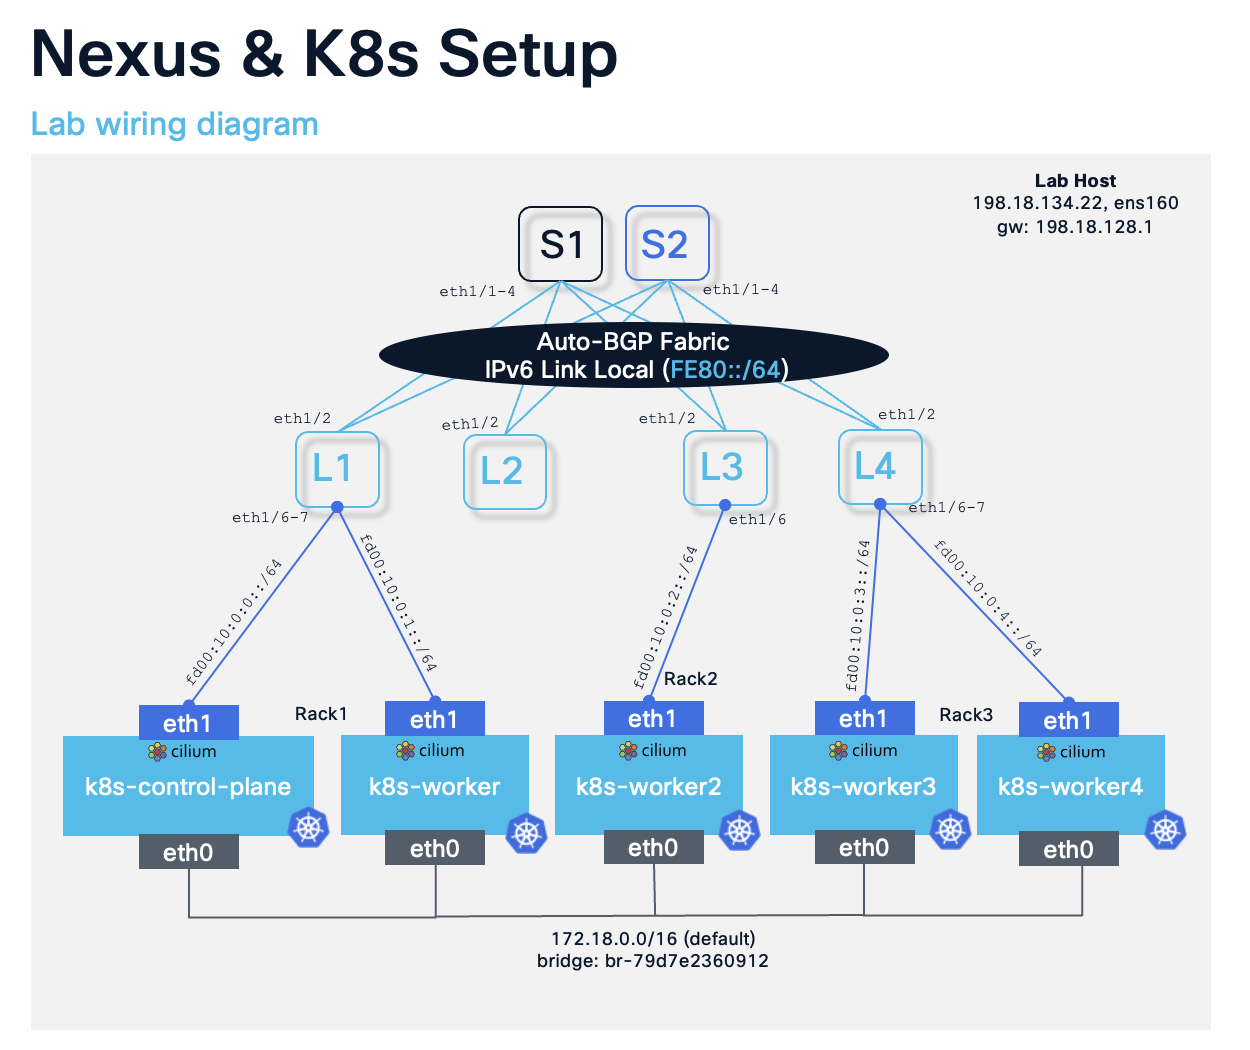 Nexus & K8s Setup
Lab wiring diagram
Lab Host
198.18.134.22, ens160
gw: 198.18.128.1
S1
S2
eth1/1-4
eth1/1-4
Auto-BGP Fabric
IPv6 Link Local (FE80::/64)
eth1/2
eth1/2
eth1/2
eth1/2
L1
L2
L3
L4
eth1/6-7
eth1/6
eth1/6-7
fd00:10:0:0::/64
fd00:10:0:1::/64
fd00:10:0:2::/64
fd00:10:0:3::/64
fd00:10:0:4::/64
Rack1
Rack2
Rack3
eth1
eth1
eth1
eth1
eth1
cilium
cilium
cilium
cilium
cilium
k8s-control-plane
k8s-worker
k8s-worker2
k8s-worker3
k8s-worker4
eth0
eth0
eth0
eth0
eth0
172.18.0.0/16 (default)
bridge: br-79d7e2360912